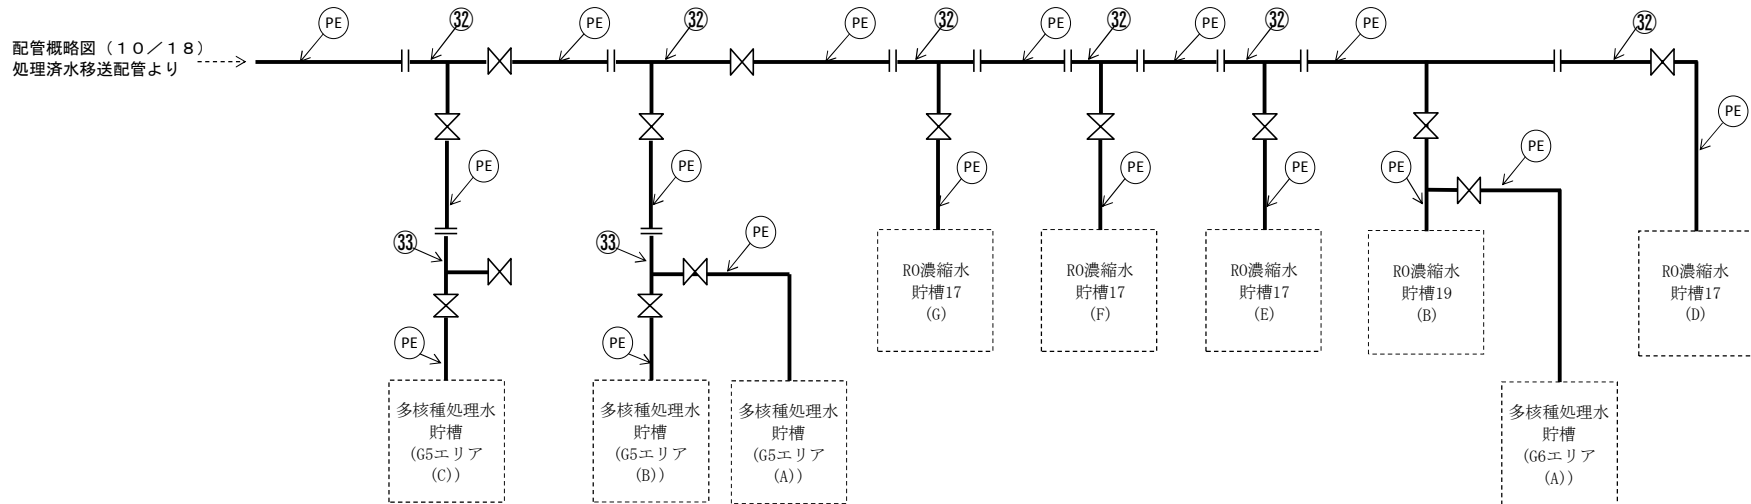 PE
㉜
PE
㉜
PE
㉜
PE
㉜
PE
㉜
PE
㉜
配管概略図（１０／１８）
処理済水移送配管より
PE
PE
PE
PE
PE
PE
PE
PE
PE
㉝
㉝
PE
RO濃縮水
貯槽17
(G)
RO濃縮水
貯槽17
(F)
RO濃縮水
貯槽17
(E)
RO濃縮水
貯槽19
(B)
RO濃縮水
貯槽17
(D)
PE
PE
多核種処理水
貯槽
(G5エリア
(C))
多核種処理水
貯槽
(G5エリア
(B))
多核種処理水
貯槽
(G5エリア
(A))
多核種処理水
貯槽
(G6エリア
(A))